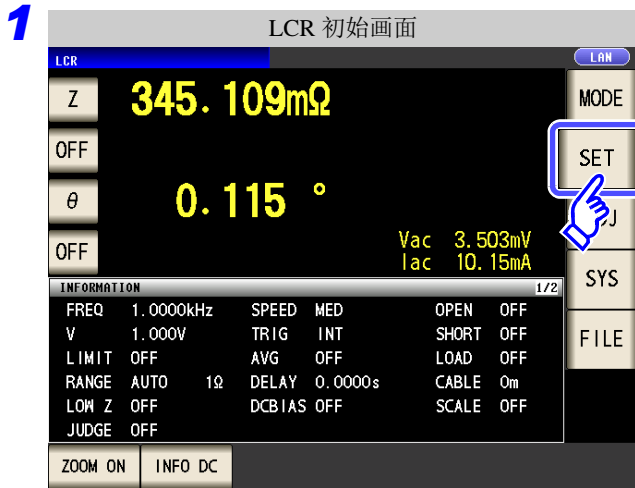 1
LCR 初始画面
LCR
LAN
Z 345.109mΩ
MODE
OFF
SET
θ 0.115 °
OFF
Vac 3.503mV
Iac 10.15mA
SYS
INFORMATION 1/2
FREQ 1.0000kHz SPEED MED OPEN OFF
V 1.000V TRIG INT SHORT OFF
FILE
LIMIT OFF AVG OFF LOAD OFF
RANGE AUTO 1Ω DELAY 0.0000s CABLE 0m
LOW Z OFF DCBIAS OFF SCALE OFF
JUDGE OFF
ZOOM ON INFO DC